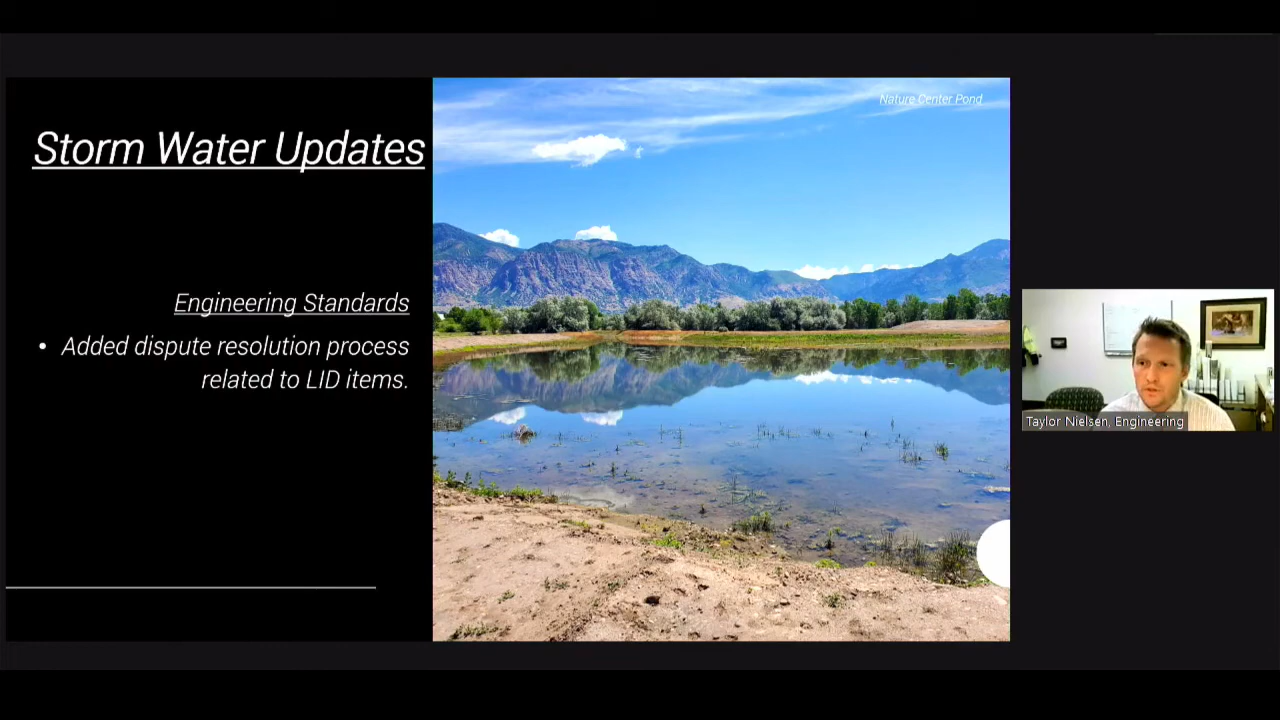 Nature Center Pond
Storm Water Updates
Engineering Standards
• Added dispute resolution process
related to LID items.
Taylor Nielsen, Engineering